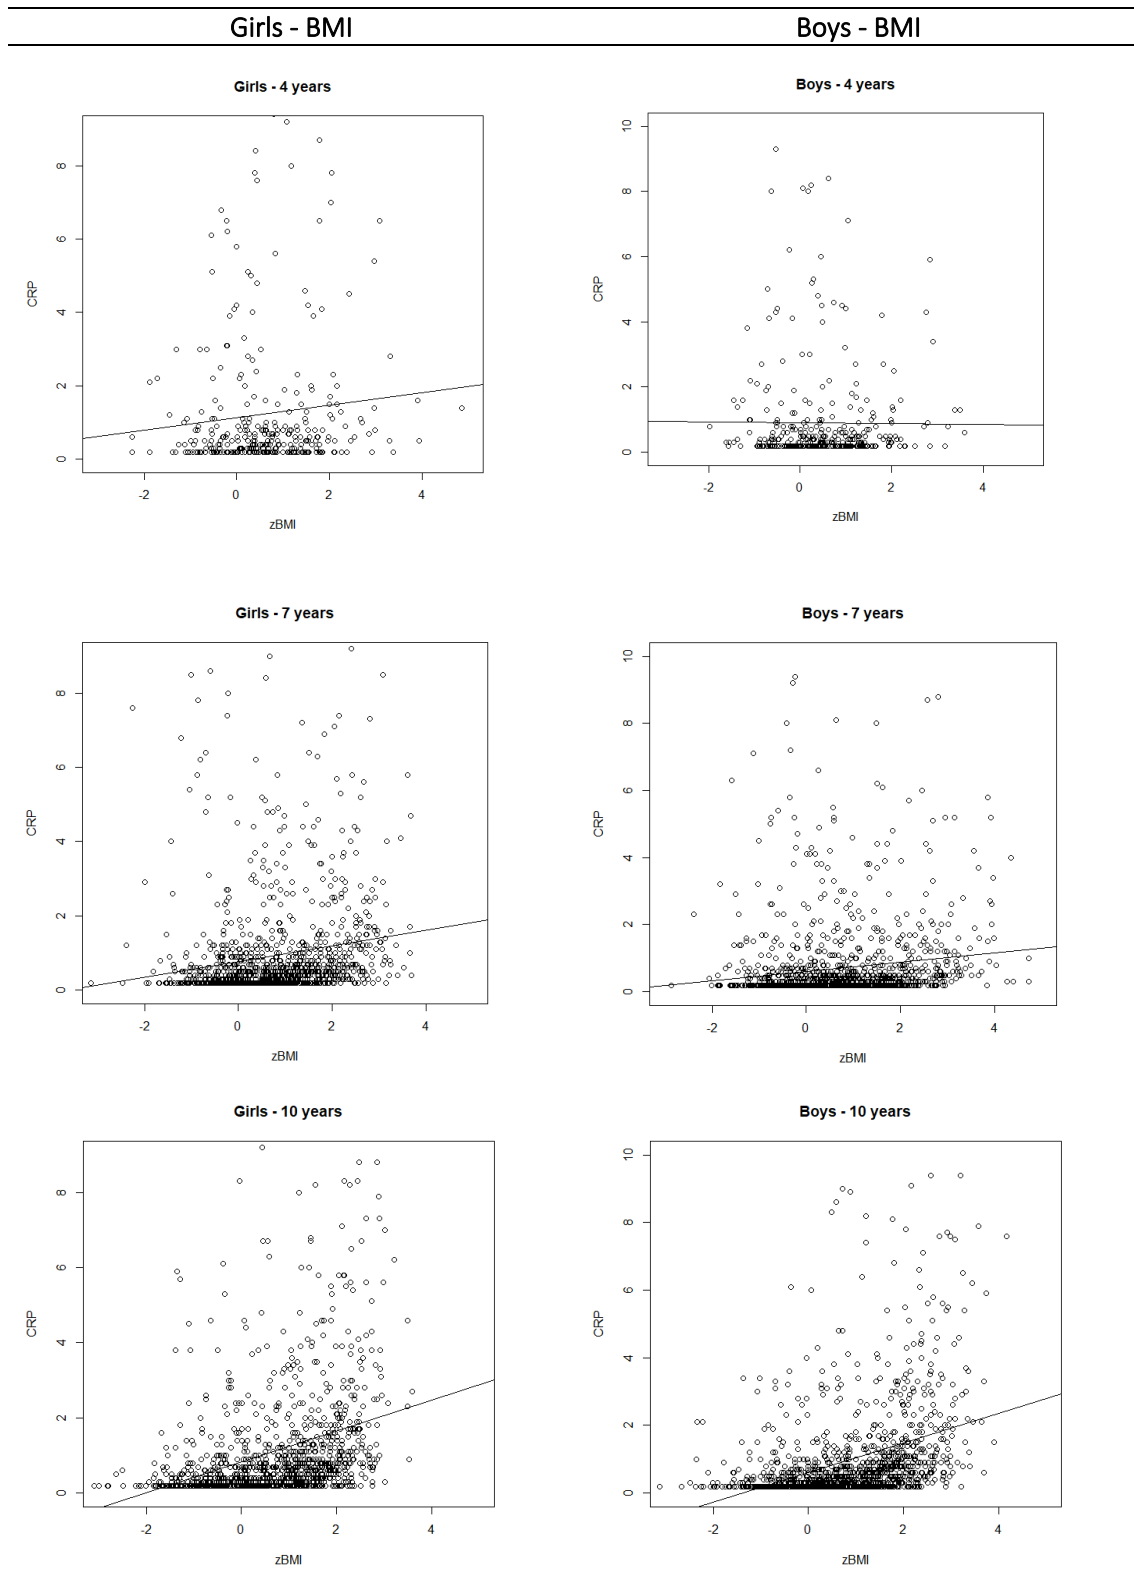 Girls - BMI Boys - BMI
Girls - 4 years
CRP
0 2 4 6 8
-2 0 2 4
zBMI
Boys - 4 years
CRP
0 2 4 6 8 10
-2 0 2 4
zBMI
Girls - 7 years
CRP
0 2 4 6 8
-2 0 2 4
zBMI
Boys - 7 years
CRP
0 2 4 6 8 10
-2 0 2 4
zBMI
Girls - 10 years
CRP
0 2 4 6 8
-2 0 2 4
zBMI
Boys - 10 years
CRP
0 2 4 6 8 10
-2 0 2 4
zBMI